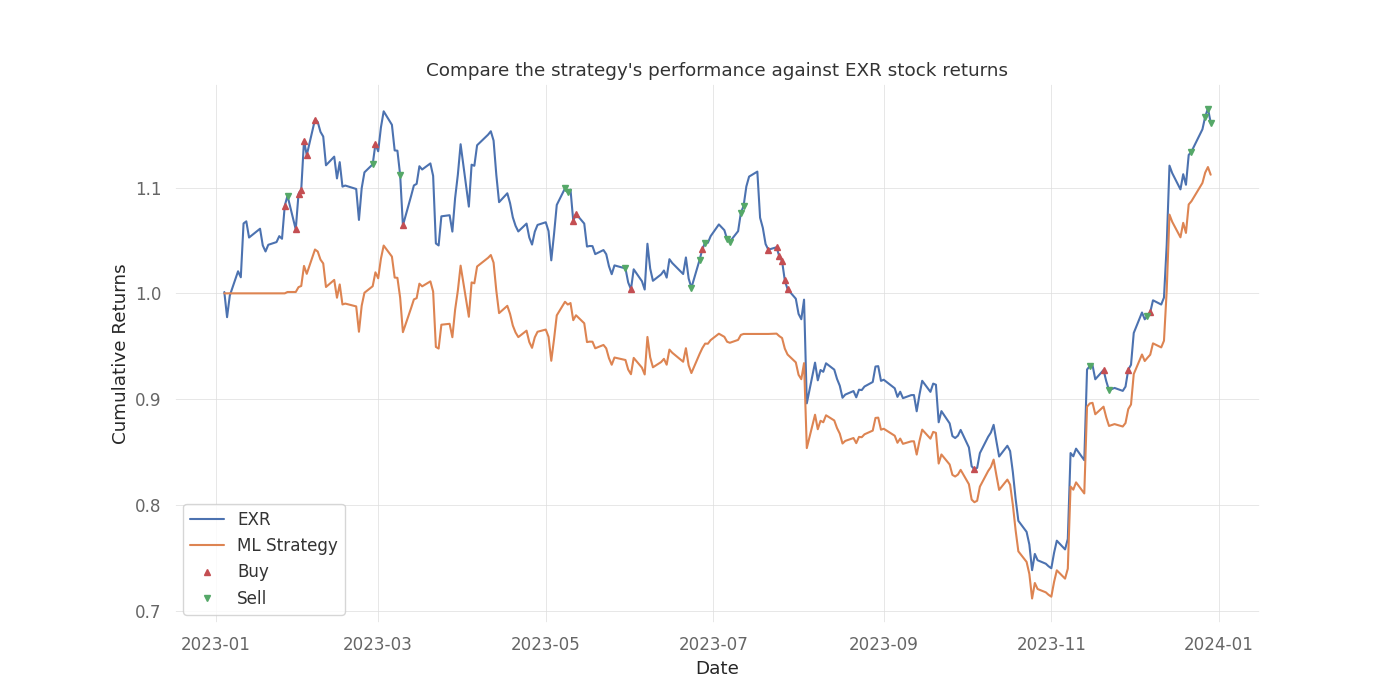 Compare the strategy's performance against EXR stock returns
Cumulative Returns
1.1
1.0
0.9
0.8
0.7
EXR
ML Strategy
Buy
Sell
2023-01 2023-03 2023-05 2023-07 2023-09 2023-11 2024-01
Date